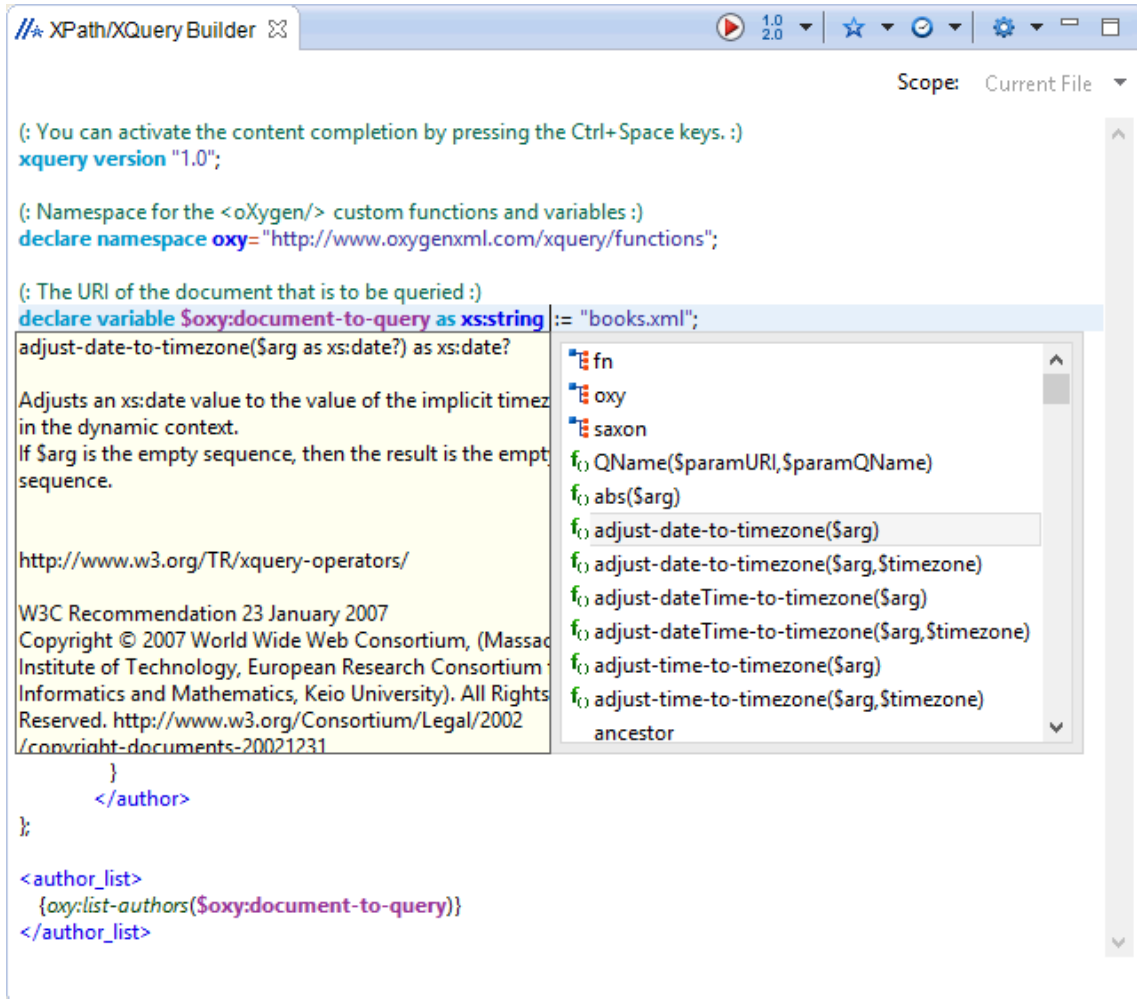 XPath/XQuery Builder
1.0
2.0
Scope: Current File
(: You can activate the content completion by pressing the Ctrl+Space keys. :)
xquery version "1.0";
(: Namespace for the <oXygen/> custom functions and variables :)
declare namespace oxy="http://www.oxygenxml.com/xquery/functions";
(: The URI of the document that is to be queried :)
declare variable $oxy:document-to-query as xs:string := "books.xml";
adjust-date-to-timezone($arg as xs:date?) as xs:date?
Adjusts an xs:date value to the value of the implicit timez
in the dynamic context.
If $arg is the empty sequence, then the result is the empty
sequence.
http://www.w3.org/TR/xquery-operators/
W3C Recommendation 23 January 2007
Copyright © 2007 World Wide Web Consortium, (Massac
Institute of Technology, European Research Consortium
Informatics and Mathematics, Keio University). All Rights
Reserved. http://www.w3.org/Consortium/Legal/2002
/copyright-documents-20021231
fn
oxy
saxon
f() QName($paramURI,$paramQName)
f() abs($arg)
f() adjust-date-to-timezone($arg)
f() adjust-date-to-timezone($arg,$timezone)
f() adjust-dateTime-to-timezone($arg)
f() adjust-dateTime-to-timezone($arg,$timezone)
f() adjust-time-to-timezone($arg)
f() adjust-time-to-timezone($arg,$timezone)
ancestor
}
</author>
};
<author_list>
{oxy:list-authors($oxy:document-to-query)}
</author_list>